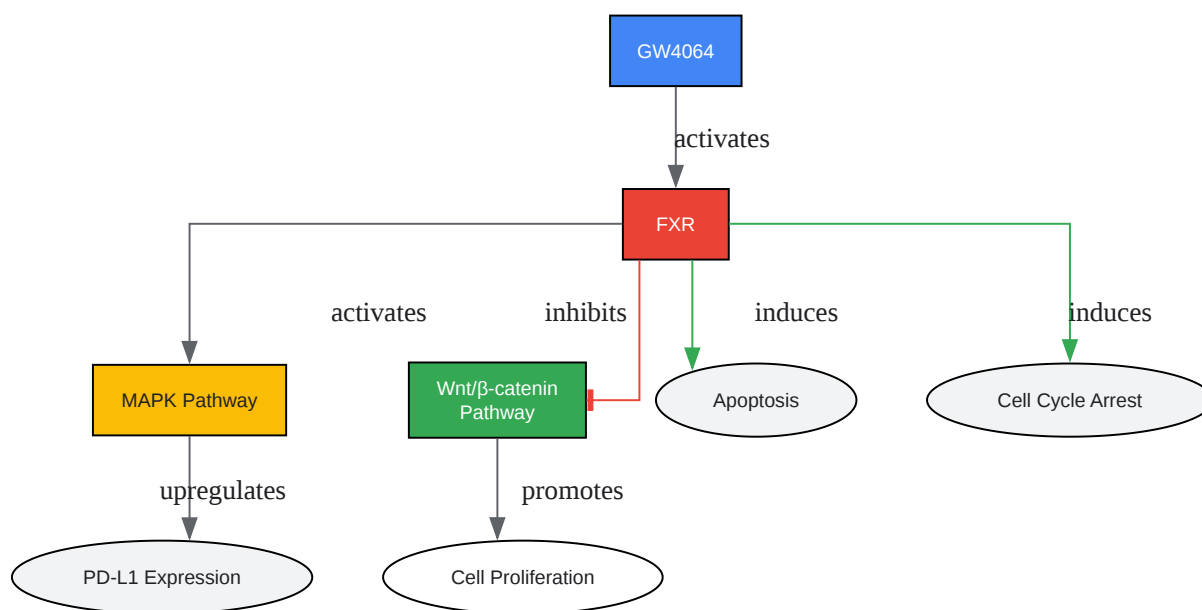 GW4064
activates
FXR
activates
inhibits
induces
induces
MAPK Pathway
Wnt/β-catenin
Pathway
Apoptosis
Cell Cycle Arrest
upregulates
promotes
PD-L1 Expression
Cell Proliferation